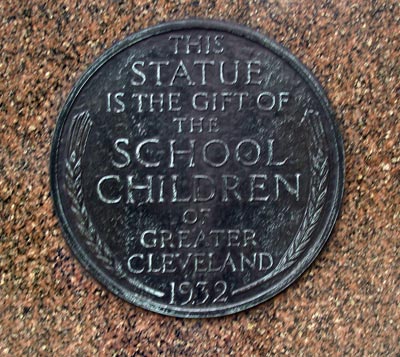 THIS
STATUE
IS THE GIFT OF
THE
SCHOOL
CHILDREN
OF
GREATER
CLEVELAND
1932